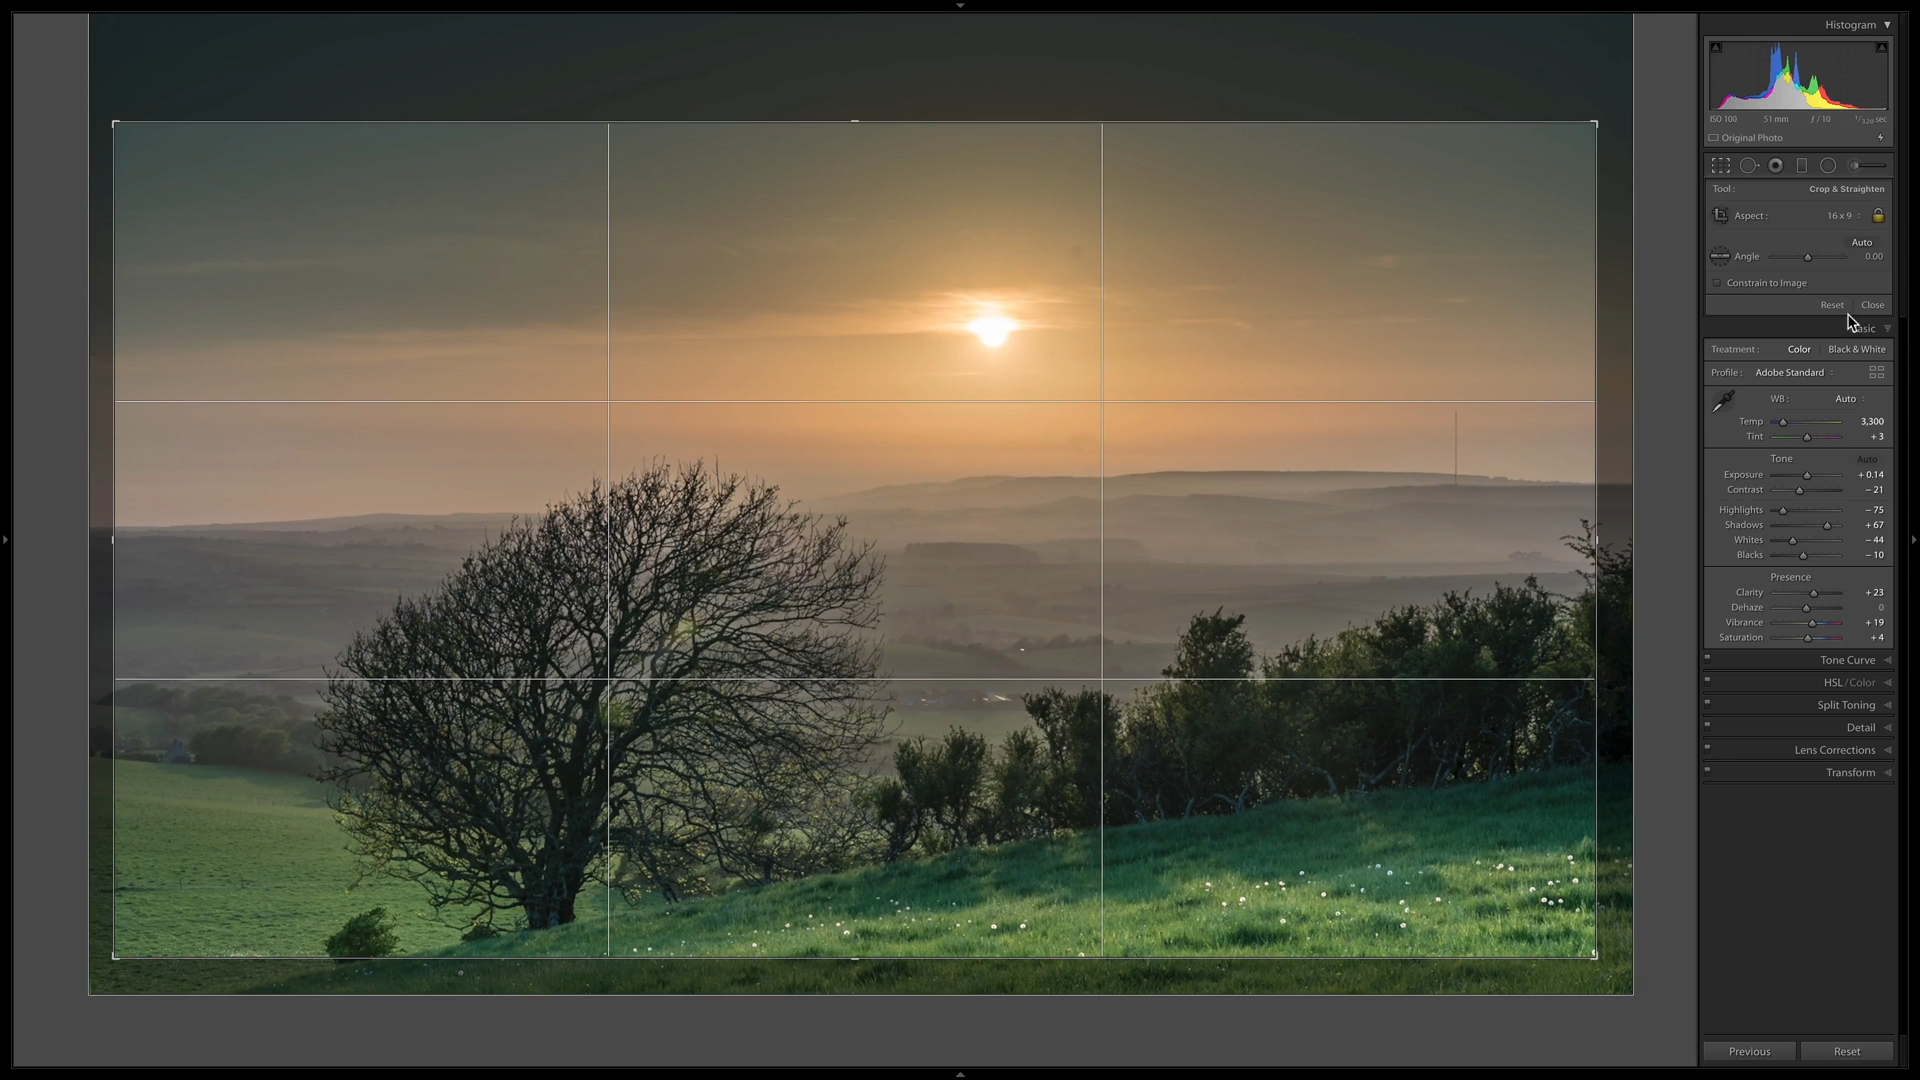 Histogram
ISO 100 51 mm ƒ / 10 1/320 sec
Original Photo
Tool : Crop & Straighten
Aspect : 16 x 9
Auto
Angle 0.00
Constrain to Image
Reset Close
Treatment : Color Black & White
Profile : Adobe Standard
WB : Auto
Temp 3,300
Tint + 3
Tone Auto
Exposure + 0.14
Contrast − 21
Highlights − 75
Shadows + 67
Whites − 44
Blacks − 10
Presence
Clarity + 23
Dehaze 0
Vibrance + 19
Saturation + 4
Tone Curve
HSL / Color
Split Toning
Detail
Lens Corrections
Transform
Previous Reset